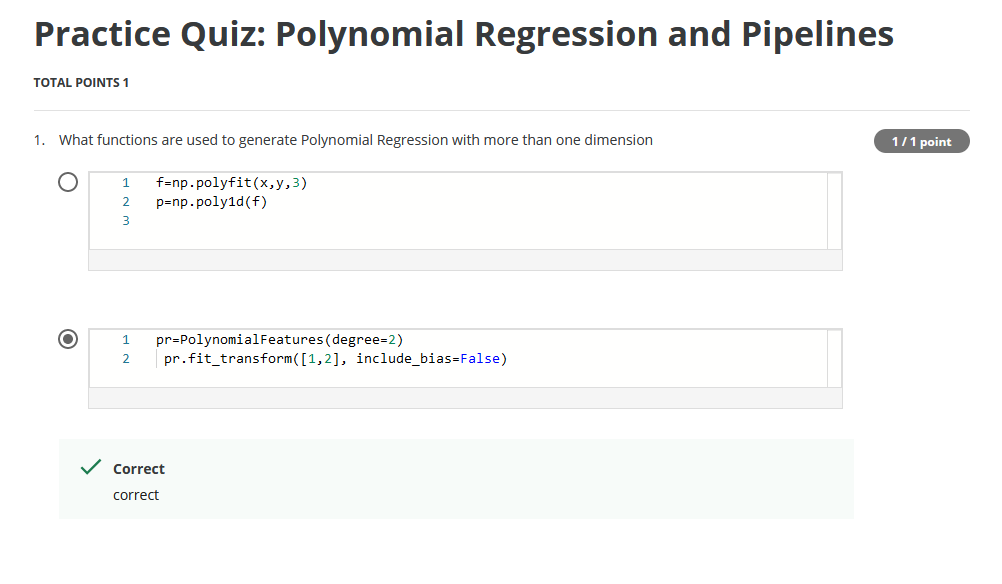 Practice Quiz: Polynomial Regression and Pipelines
TOTAL POINTS 1
1. What functions are used to generate Polynomial Regression with more than one dimension
1 / 1 point
1 f=np.polyfit(x,y,3)
2 p=np.poly1d(f)
3
1 pr=PolynomialFeatures(degree=2)
2 pr.fit_transform([1,2], include_bias=False)
Correct
correct